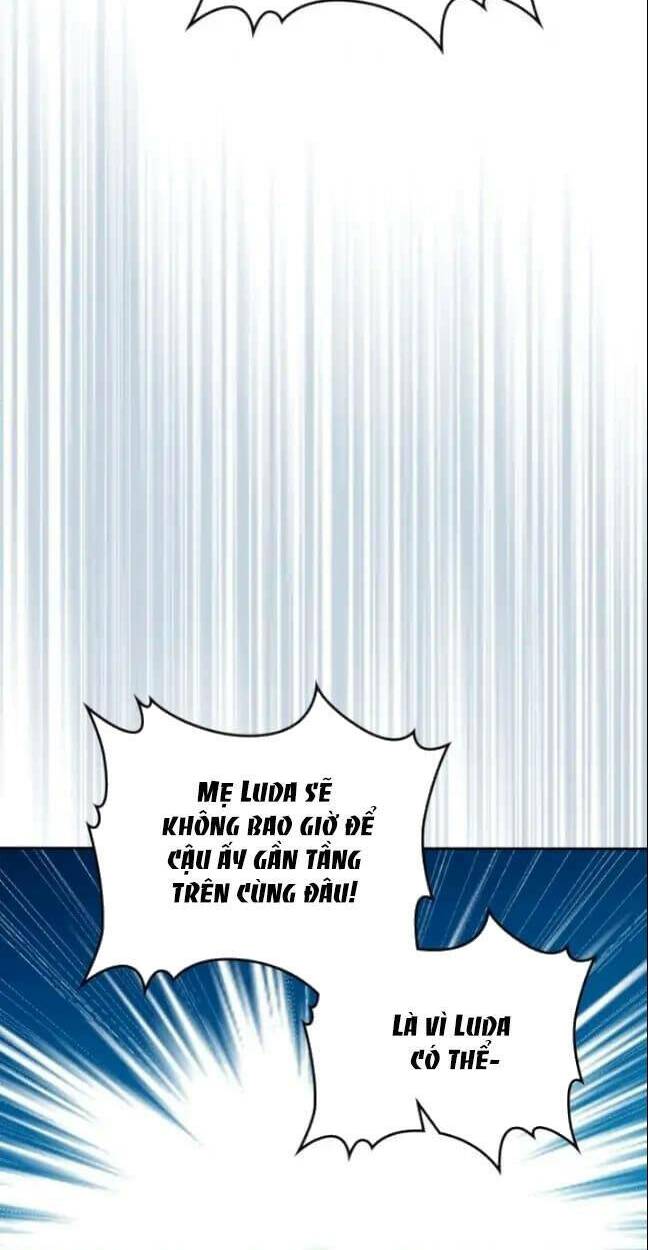 MẸ LUDA SẼ
KHÔNG BAO GIỜ ĐỂ
CẬU ẤY GẦN TẦNG
TRÊN CÙNG ĐÂU!
LÀ VÌ LUDA
CÓ THỂ-